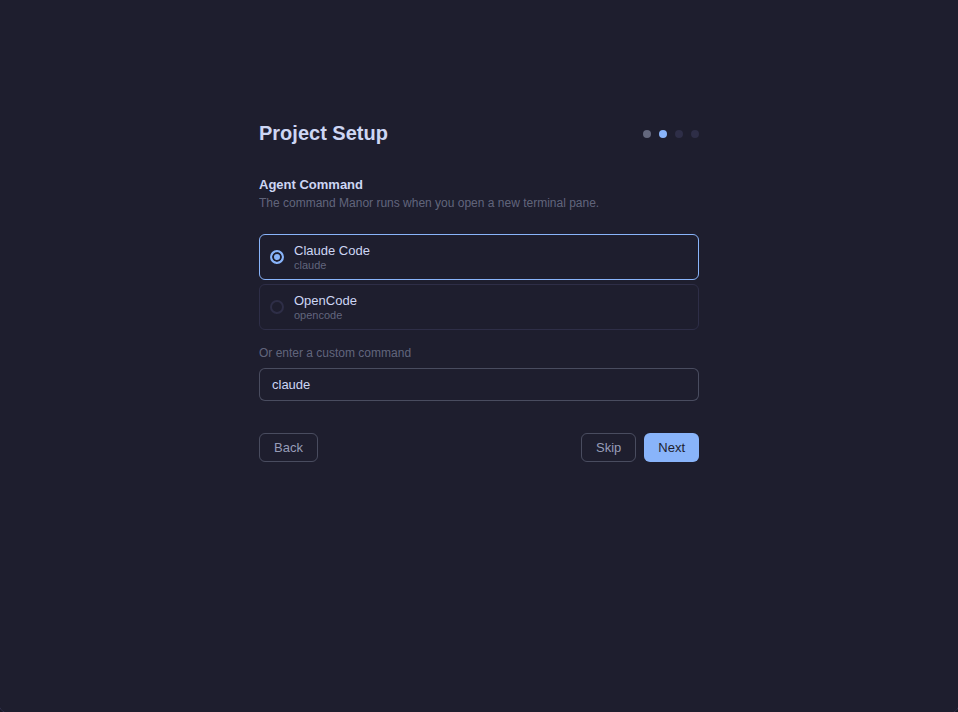 Project Setup
Agent Command
The command Manor runs when you open a new terminal pane.
Claude Code
claude
OpenCode
opencode
Or enter a custom command
claude
Back
Skip
Next